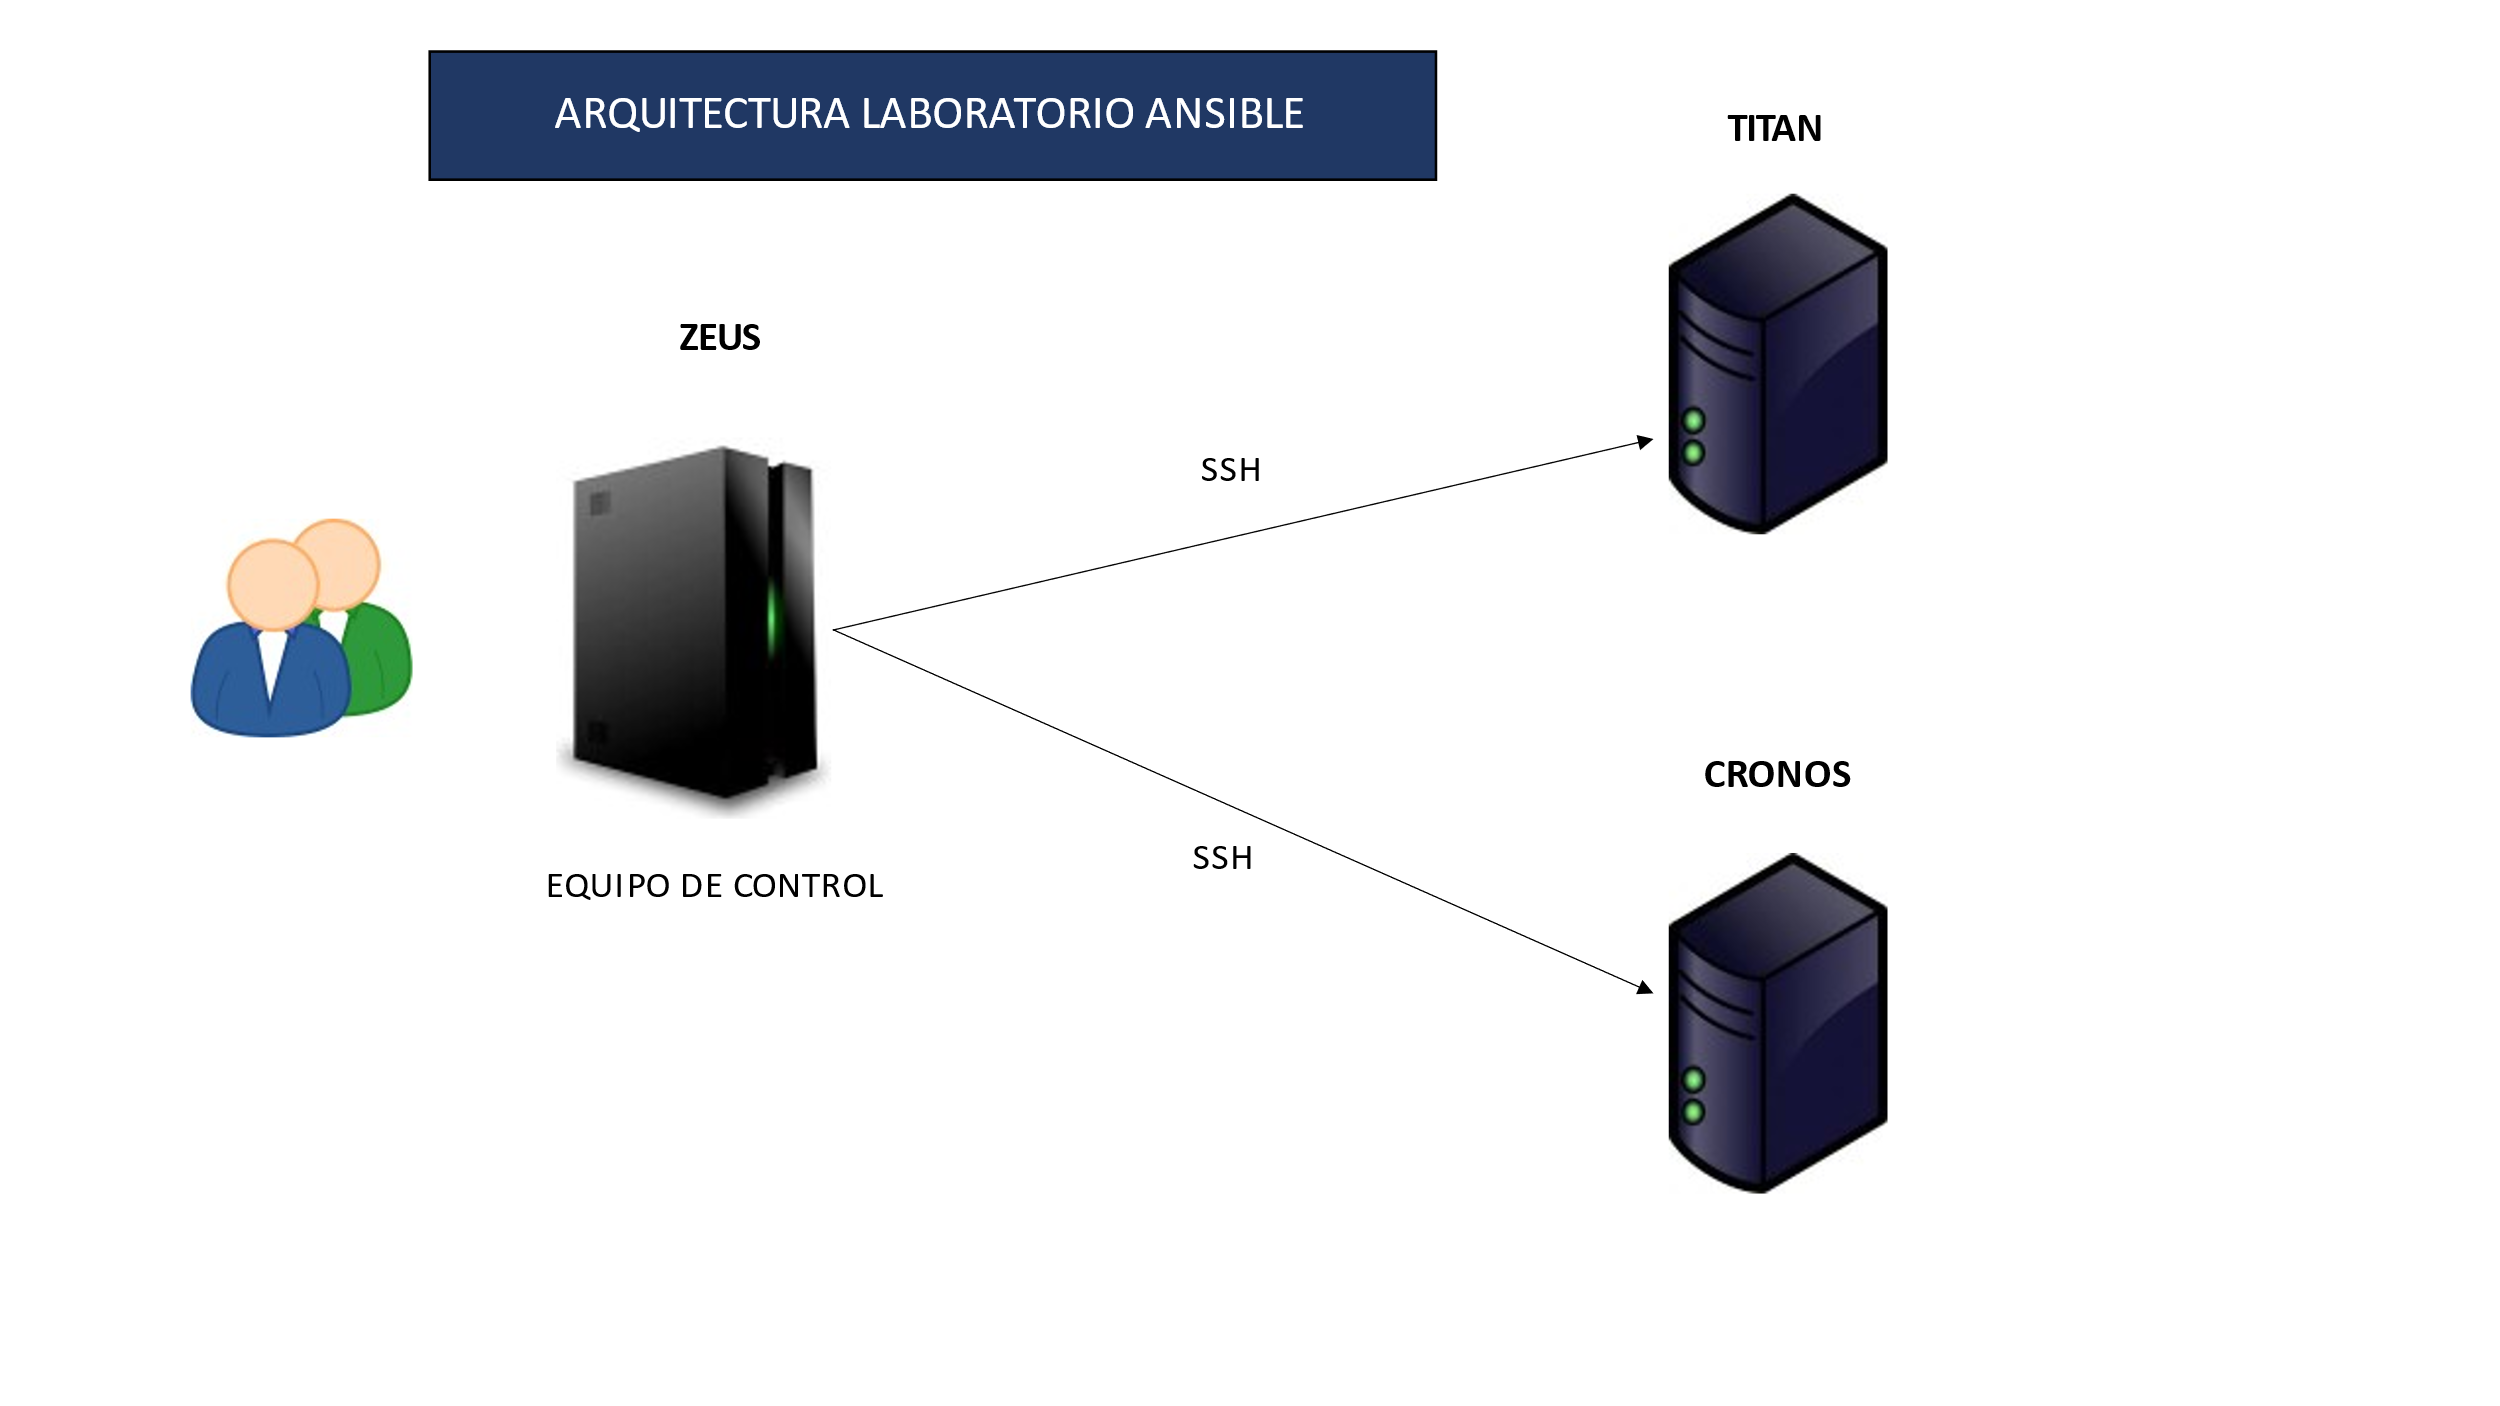 ARQUITECTURA LABORATORIO ANSIBLE
TITAN
ZEUS
SSH
CRONOS
SSH
EQUIPO DE CONTROL